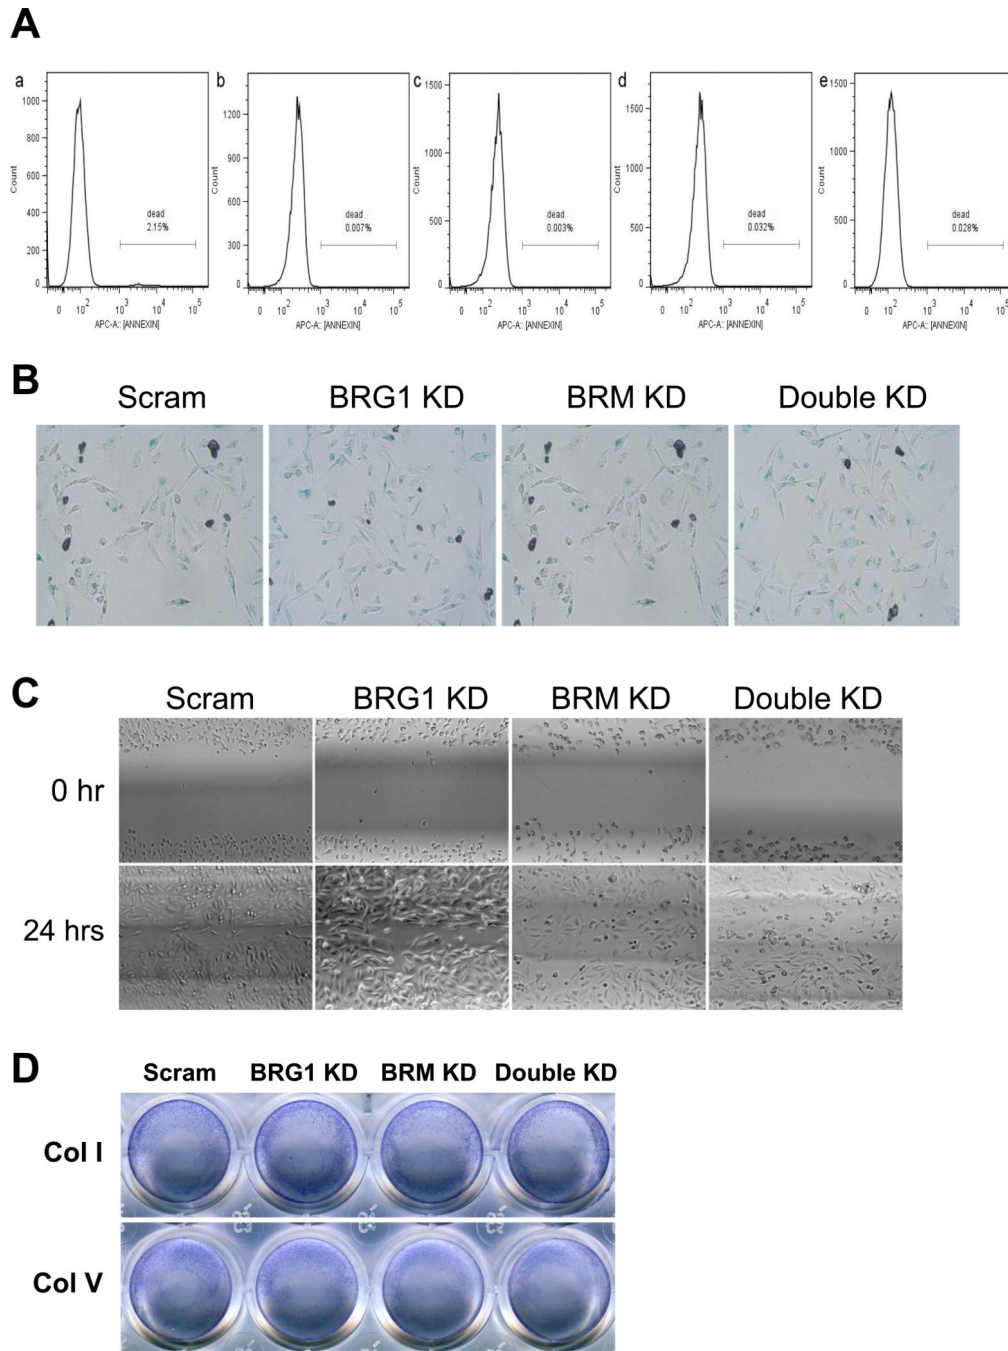 A
a
1000
800
600
400
200
0
Count
dead
2.15%
0 10^2 10^3 10^4 10^5
APC-A:: [ANNEXIN]
b
1200
900
600
300
0
Count
dead
0.007%
0 10^2 10^3 10^4 10^5
APC-A:: [ANNEXIN]
c
1500
1000
500
0
Count
dead
0.003%
0 10^2 10^3 10^4 10^5
APC-A:: [ANNEXIN]
d
1500
1000
500
0
Count
dead
0.032%
0 10^2 10^3 10^4 10^5
APC-A:: [ANNEXIN]
e
1500
1000
500
0
Count
dead
0.028%
0 10^2 10^3 10^4 10^5
APC-A:: [ANNEXIN]
B
Scram BRG1 KD BRM KD Double KD
C
Scram BRG1 KD BRM KD Double KD
0 hr
24 hrs
D
Scram BRG1 KD BRM KD Double KD
Col I
Col V